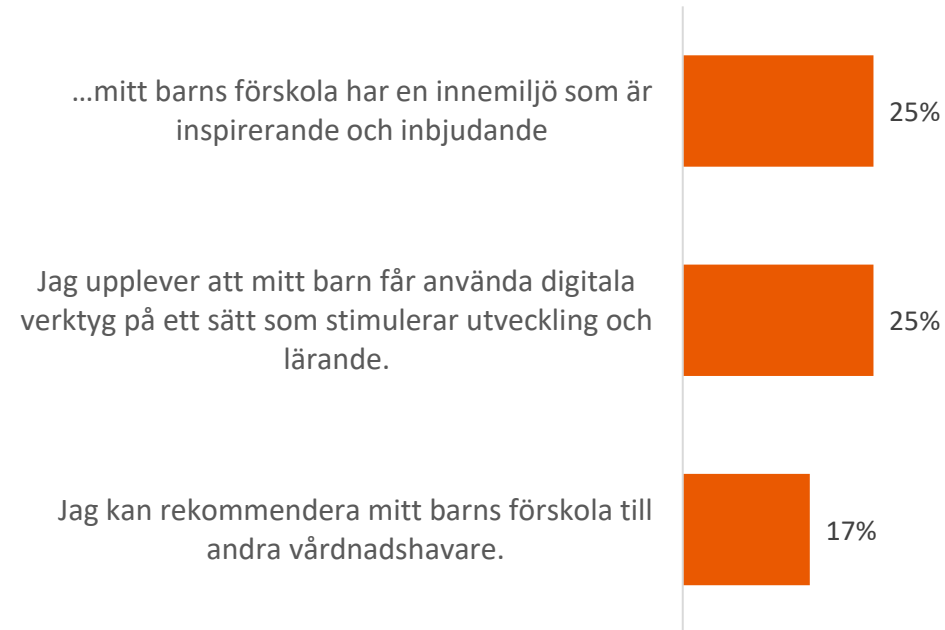 …mitt barns förskola har en innemiljö som är
inspirerande och inbjudande
25%
Jag upplever att mitt barn får använda digitala
verktyg på ett sätt som stimulerar utveckling och
lärande.
25%
Jag kan rekommendera mitt barns förskola till
andra vårdnadshavare.
17%